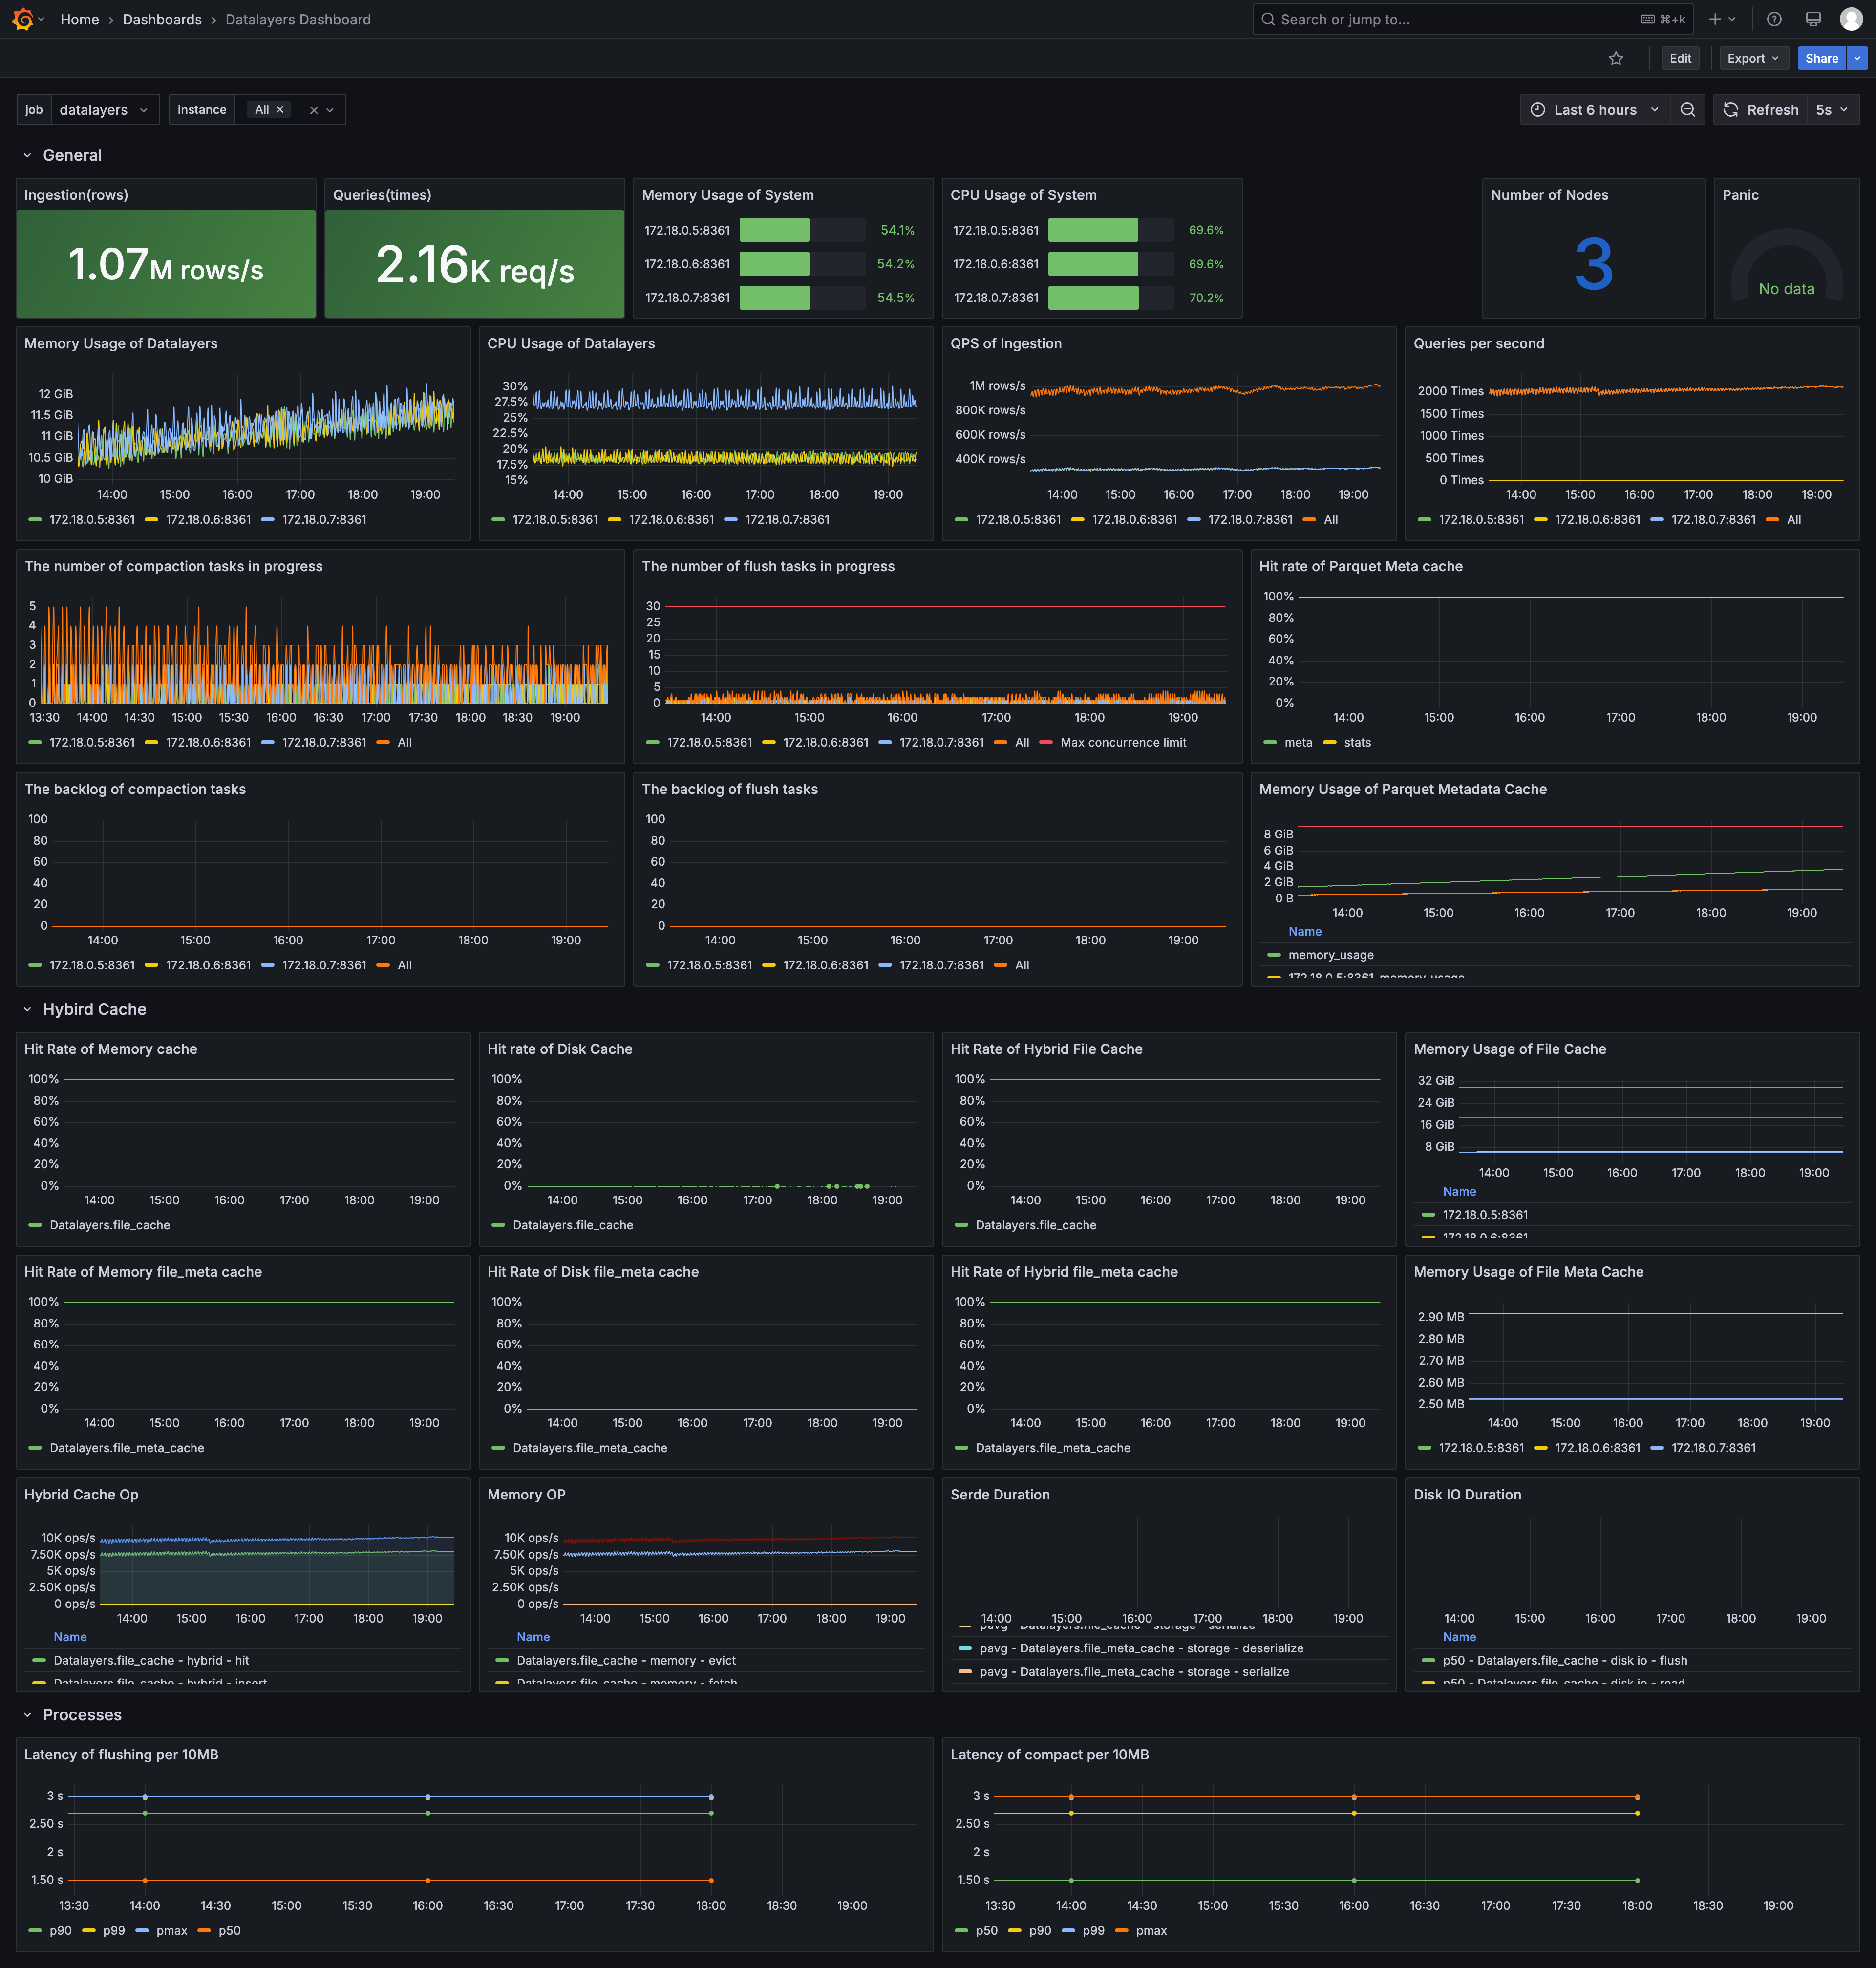 Home › Dashboards › Datalayers Dashboard
Search or jump to... ⌘+k
Edit Export Share
job datalayers instance All
Last 6 hours Refresh 5s
General
Ingestion(rows)
1.07M rows/s
Queries(times)
2.16K req/s
Memory Usage of System
172.18.0.5:8361 54.1%
172.18.0.6:8361 54.2%
172.18.0.7:8361 54.5%
CPU Usage of System
172.18.0.5:8361 69.6%
172.18.0.6:8361 69.6%
172.18.0.7:8361 70.2%
Number of Nodes
3
Panic
No data
Memory Usage of Datalayers
12 GiB
11.5 GiB
11 GiB
10.5 GiB
10 GiB
14:00 15:00 16:00 17:00 18:00 19:00
172.18.0.5:8361 172.18.0.6:8361 172.18.0.7:8361
CPU Usage of Datalayers
30%
27.5%
25%
22.5%
20%
17.5%
15%
14:00 15:00 16:00 17:00 18:00 19:00
172.18.0.5:8361 172.18.0.6:8361 172.18.0.7:8361
QPS of Ingestion
1M rows/s
800K rows/s
600K rows/s
400K rows/s
14:00 15:00 16:00 17:00 18:00 19:00
172.18.0.5:8361 172.18.0.6:8361 172.18.0.7:8361 All
Queries per second
2000 Times
1500 Times
1000 Times
500 Times
0 Times
14:00 15:00 16:00 17:00 18:00 19:00
172.18.0.5:8361 172.18.0.6:8361 172.18.0.7:8361 All
The number of compaction tasks in progress
5
4
3
2
1
0
13:30 14:00 14:30 15:00 15:30 16:00 16:30 17:00 17:30 18:00 18:30 19:00
172.18.0.5:8361 172.18.0.6:8361 172.18.0.7:8361 All
The number of flush tasks in progress
30
25
20
15
10
5
0
14:00 15:00 16:00 17:00 18:00 19:00
172.18.0.5:8361 172.18.0.6:8361 172.18.0.7:8361 All Max concurrence limit
Hit rate of Parquet Meta cache
100%
80%
60%
40%
20%
0%
14:00 15:00 16:00 17:00 18:00 19:00
meta stats
The backlog of compaction tasks
100
80
60
40
20
0
14:00 15:00 16:00 17:00 18:00 19:00
172.18.0.5:8361 172.18.0.6:8361 172.18.0.7:8361 All
The backlog of flush tasks
100
80
60
40
20
0
14:00 15:00 16:00 17:00 18:00 19:00
172.18.0.5:8361 172.18.0.6:8361 172.18.0.7:8361 All
Memory Usage of Parquet Metadata Cache
8 GiB
6 GiB
4 GiB
2 GiB
0 B
14:00 15:00 16:00 17:00 18:00 19:00
Name
memory_usage
172.18.0.5:8361 memory_usage
Hybird Cache
Hit Rate of Memory cache
100%
80%
60%
40%
20%
0%
14:00 15:00 16:00 17:00 18:00 19:00
Datalayers.file_cache
Hit rate of Disk Cache
100%
80%
60%
40%
20%
0%
14:00 15:00 16:00 17:00 18:00 19:00
Datalayers.file_cache
Hit Rate of Hybrid File Cache
100%
80%
60%
40%
20%
0%
14:00 15:00 16:00 17:00 18:00 19:00
Datalayers.file_cache
Memory Usage of File Cache
32 GiB
24 GiB
16 GiB
8 GiB
14:00 15:00 16:00 17:00 18:00 19:00
Name
172.18.0.5:8361
172.18.0.6:8361
Hit Rate of Memory file_meta cache
100%
80%
60%
40%
20%
0%
14:00 15:00 16:00 17:00 18:00 19:00
Datalayers.file_meta_cache
Hit Rate of Disk file_meta cache
100%
80%
60%
40%
20%
0%
14:00 15:00 16:00 17:00 18:00 19:00
Datalayers.file_meta_cache
Hit Rate of Hybrid file_meta cache
100%
80%
60%
40%
20%
0%
14:00 15:00 16:00 17:00 18:00 19:00
Datalayers.file_meta_cache
Memory Usage of File Meta Cache
2.90 MB
2.80 MB
2.70 MB
2.60 MB
2.50 MB
14:00 15:00 16:00 17:00 18:00 19:00
172.18.0.5:8361 172.18.0.6:8361 172.18.0.7:8361
Hybrid Cache Op
10K ops/s
7.50K ops/s
5K ops/s
2.50K ops/s
0 ops/s
14:00 15:00 16:00 17:00 18:00 19:00
Name
Datalayers.file_cache - hybrid - hit
Datalayers.file_cache - hybrid - insert
Memory OP
10K ops/s
7.50K ops/s
5K ops/s
2.50K ops/s
0 ops/s
14:00 15:00 16:00 17:00 18:00 19:00
Name
Datalayers.file_cache - memory - evict
Datalayers.file_cache - memory - fetch
Serde Duration
14:00 15:00 16:00 17:00 18:00 19:00
pavg - Datalayers.file_cache - storage - serialize
pavg - Datalayers.file_meta_cache - storage - deserialize
pavg - Datalayers.file_meta_cache - storage - serialize
Disk IO Duration
14:00 15:00 16:00 17:00 18:00 19:00
Name
p50 - Datalayers.file_cache - disk io - flush
p50 - Datalayers.file_cache - disk io - read
Processes
Latency of flushing per 10MB
3 s
2.50 s
2 s
1.50 s
13:30 14:00 14:30 15:00 15:30 16:00 16:30 17:00 17:30 18:00 18:30 19:00
p90 p99 pmax p50
Latency of compact per 10MB
3 s
2.50 s
2 s
1.50 s
13:30 14:00 14:30 15:00 15:30 16:00 16:30 17:00 17:30 18:00 18:30 19:00
p50 p90 p99 pmax